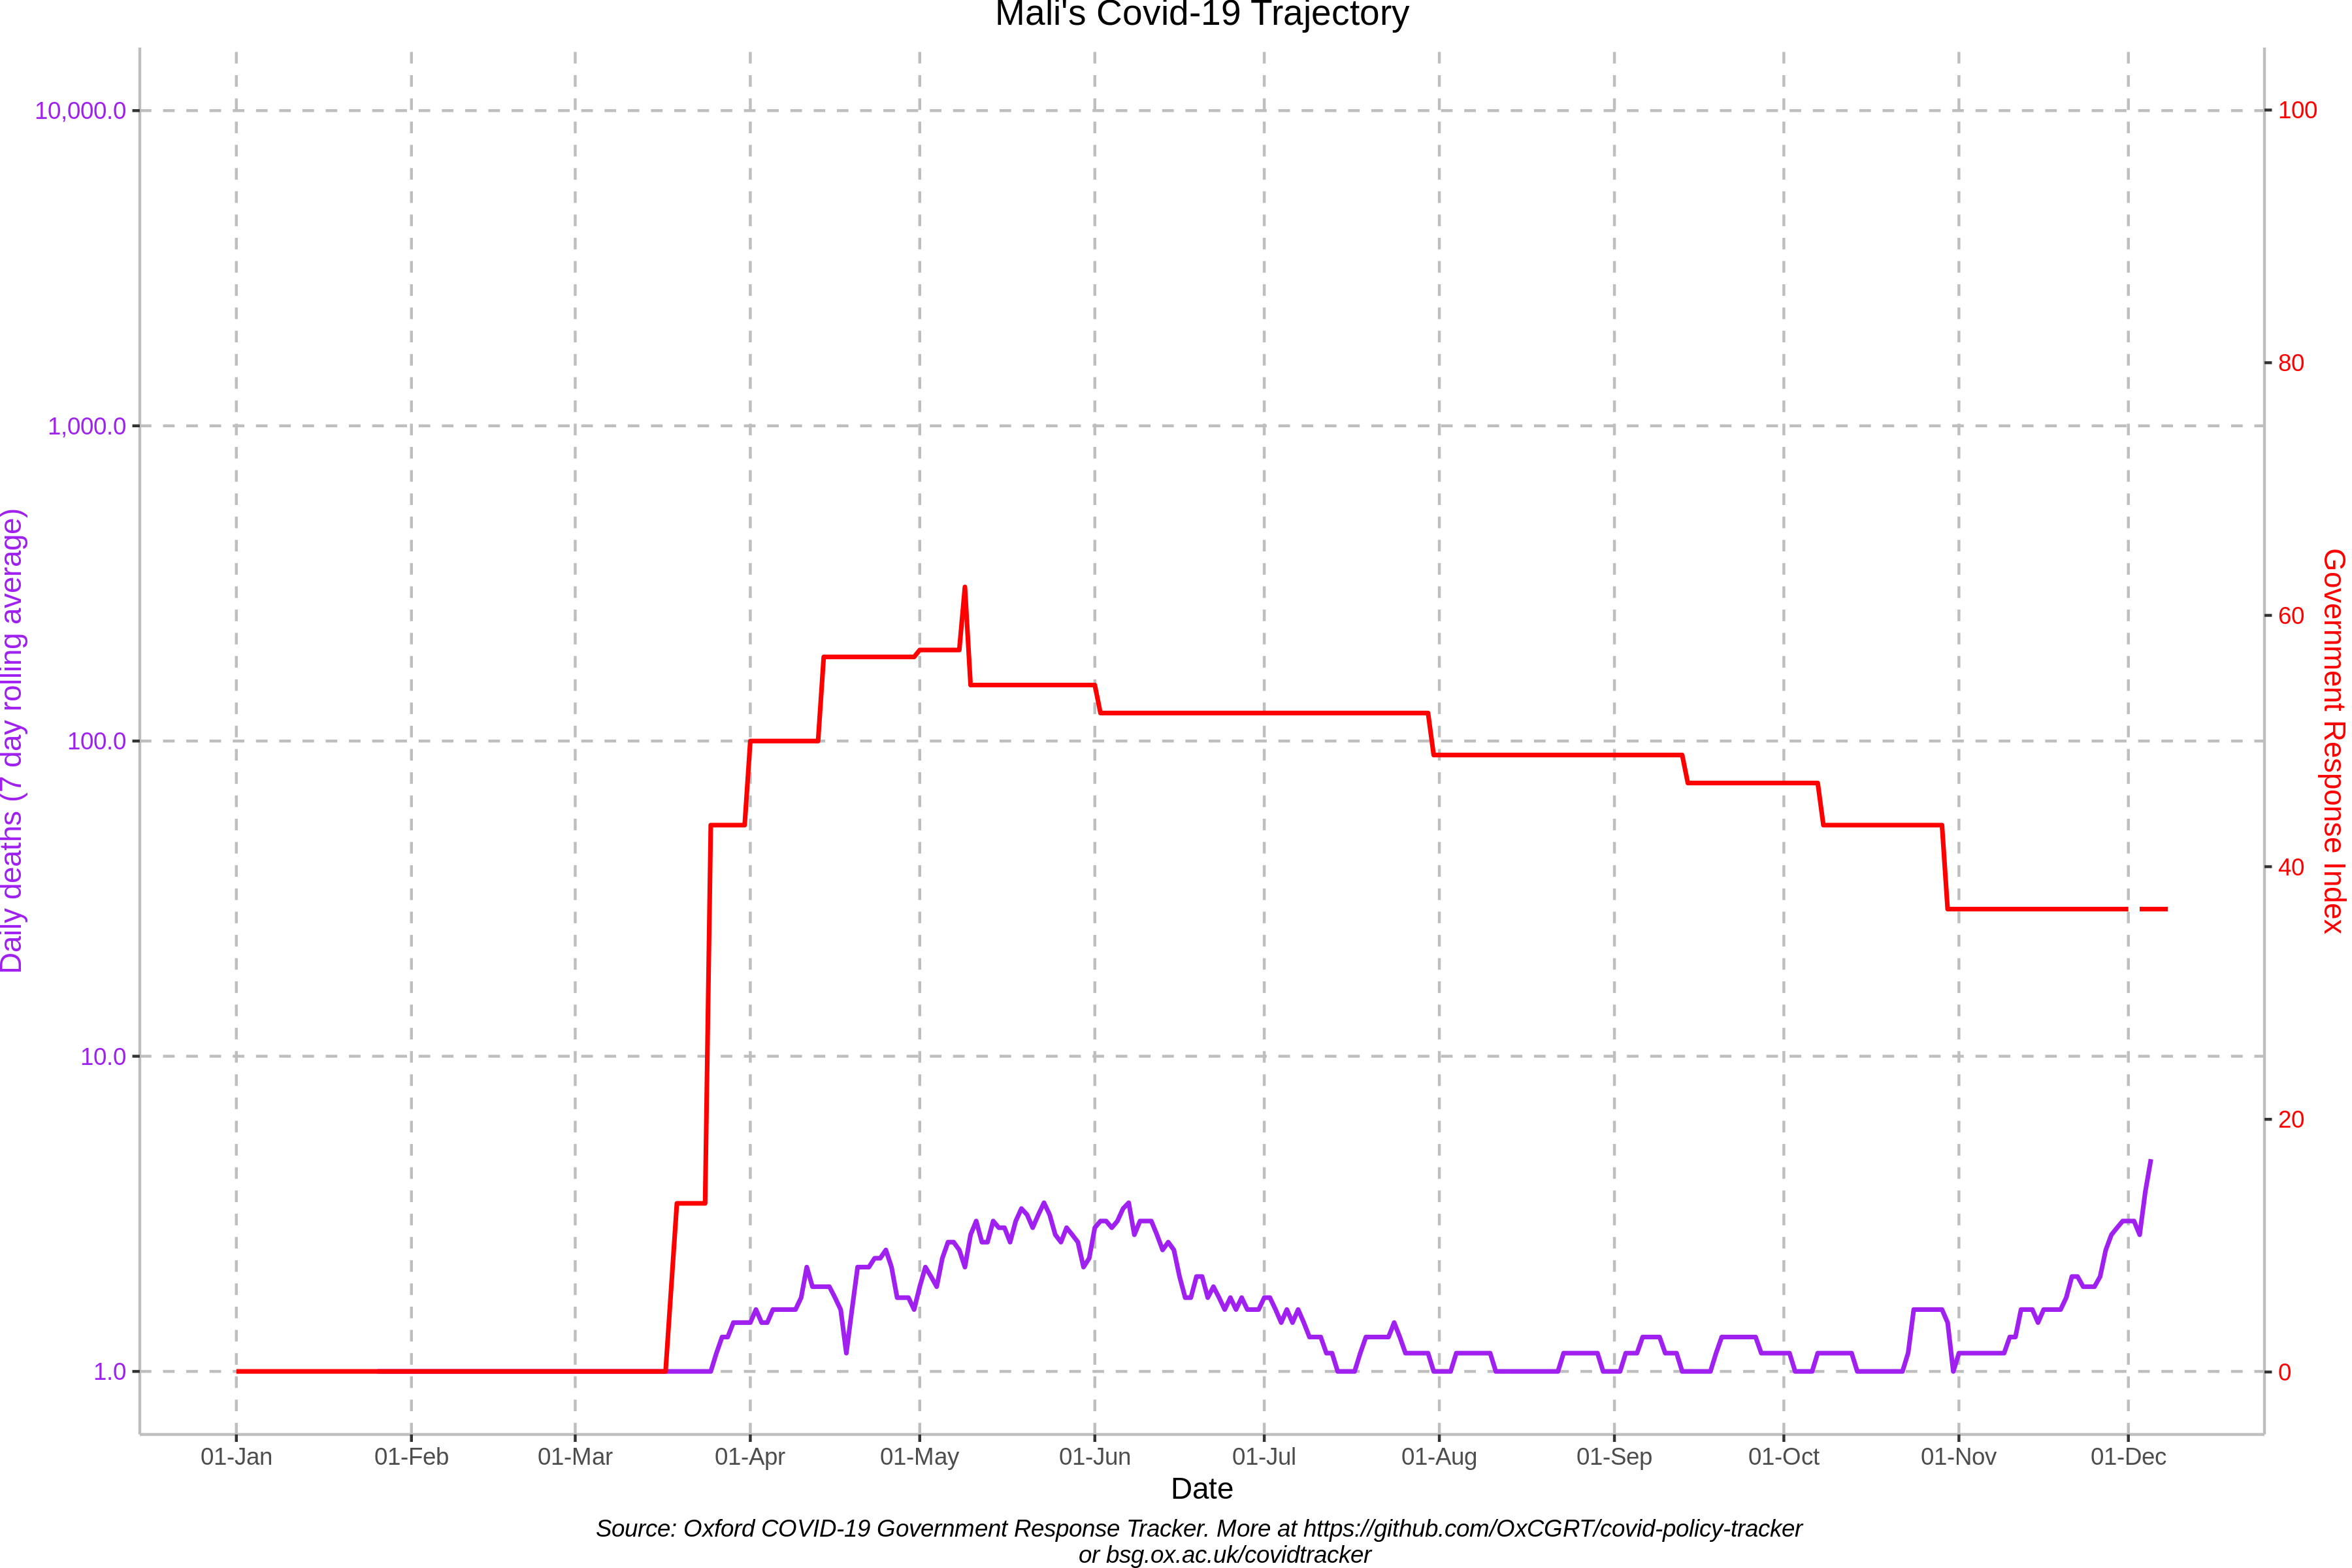 Mali's Covid-19 Trajectory
10,000.0
1,000.0
100.0
10.0
1.0
Daily deaths (7 day rolling average)
100
80
60
40
20
0
Government Response Index
01-Jan 01-Feb 01-Mar 01-Apr 01-May 01-Jun 01-Jul 01-Aug 01-Sep 01-Oct 01-Nov 01-Dec
Date
Source: Oxford COVID-19 Government Response Tracker. More at https://github.com/OxCGRT/covid-policy-tracker
or bsg.ox.ac.uk/covidtracker